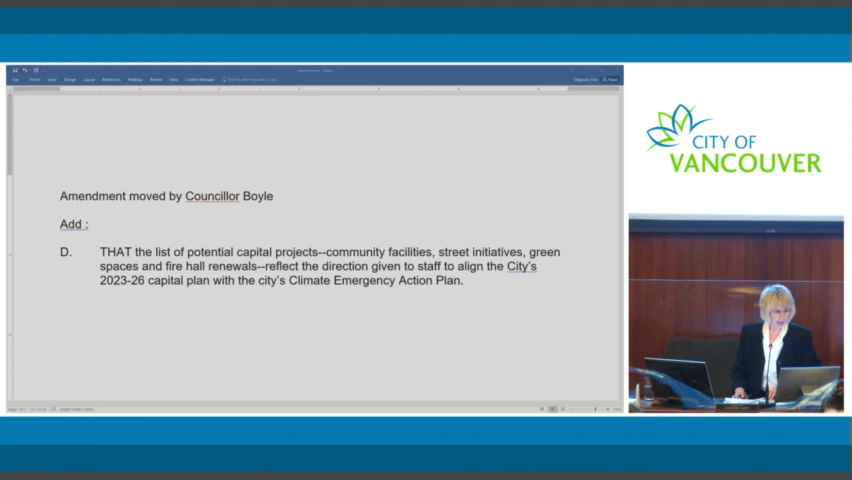 Amendment moved by Councillor Boyle
Add :
D. THAT the list of potential capital projects--community facilities, street initiatives, green
spaces and fire hall renewals--reflect the direction given to staff to align the City's
2023-26 capital plan with the city's Climate Emergency Action Plan.
CITY OF
VANCOUVER